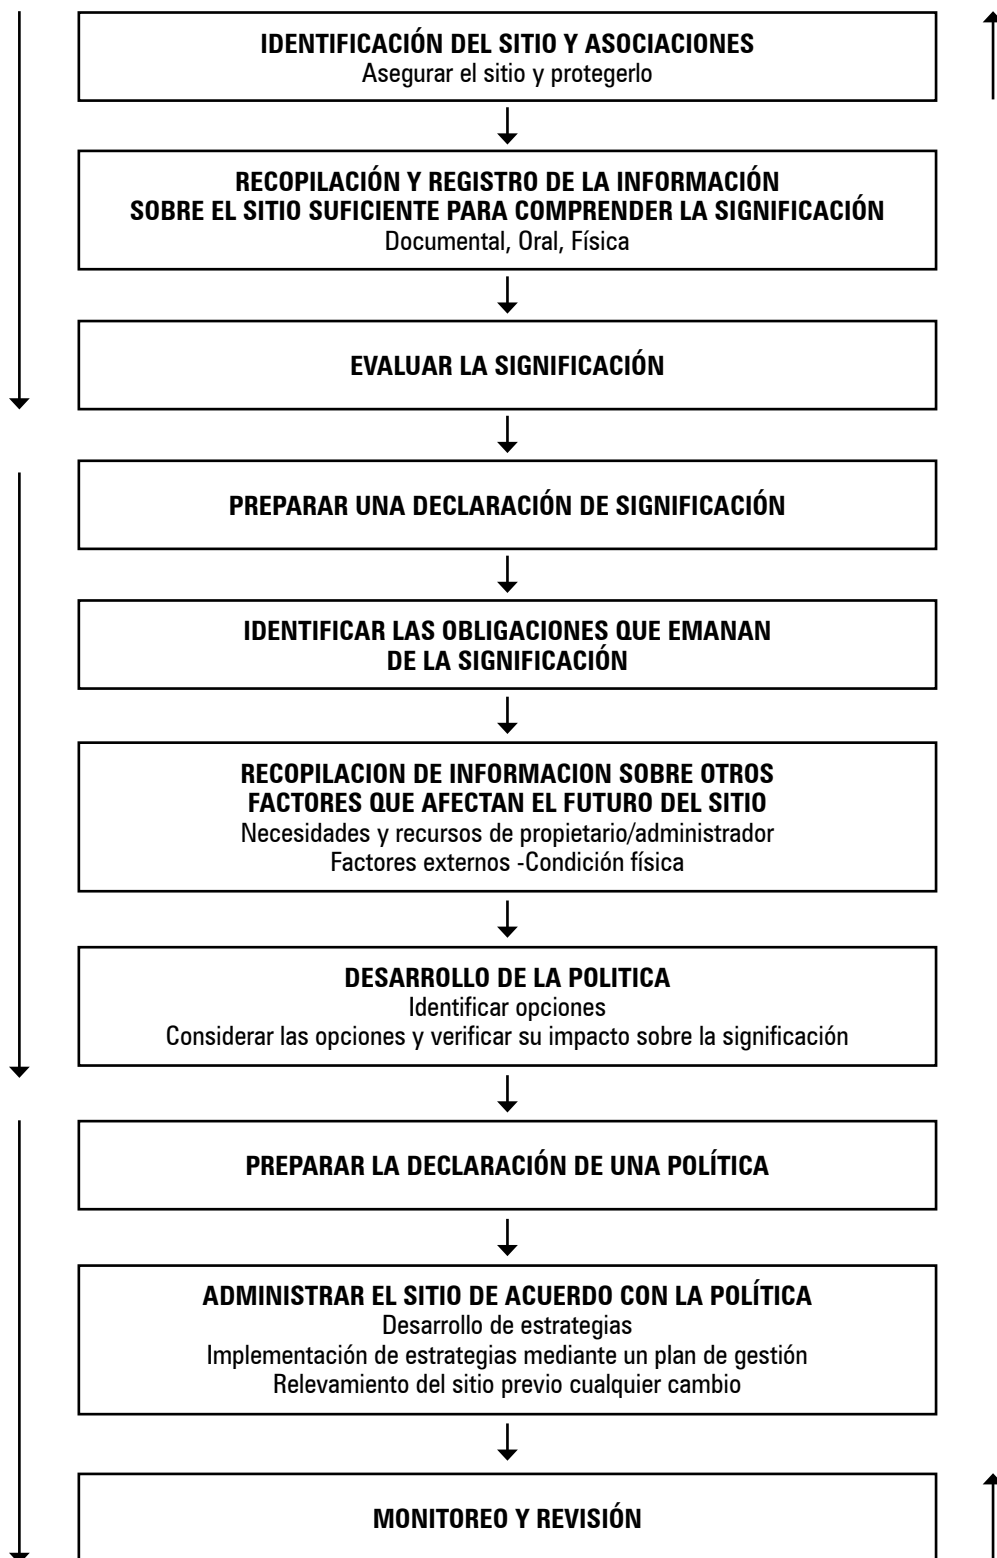 IDENTIFICACIÓN DEL SITIO Y ASOCIACIONES
Asegurar el sitio y protegerlo
RECOPILACIÓN Y REGISTRO DE LA INFORMACIÓN
SOBRE EL SITIO SUFICIENTE PARA COMPRENDER LA SIGNIFICACIÓN
Documental, Oral, Física
EVALUAR LA SIGNIFICACIÓN
PREPARAR UNA DECLARACIÓN DE SIGNIFICACIÓN
IDENTIFICAR LAS OBLIGACIONES QUE EMANAN
DE LA SIGNIFICACIÓN
RECOPILACION DE INFORMACION SOBRE OTROS
FACTORES QUE AFECTAN EL FUTURO DEL SITIO
Necesidades y recursos de propietario/administrador
Factores externos -Condición física
DESARROLLO DE LA POLITICA
Identificar opciones
Considerar las opciones y verificar su impacto sobre la significación
PREPARAR LA DECLARACIÓN DE UNA POLÍTICA
ADMINISTRAR EL SITIO DE ACUERDO CON LA POLÍTICA
Desarrollo de estrategias
Implementación de estrategias mediante un plan de gestión
Relevamiento del sitio previo cualquier cambio
MONITOREO Y REVISIÓN